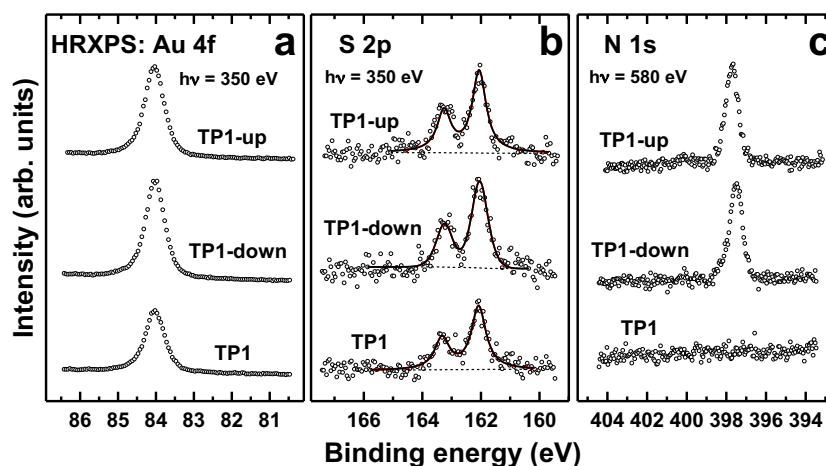 HRXPS: Au 4f
a
hν = 350 eV
TP1-up
TP1-down
TP1
86 85 84 83 82 81
S 2p
b
hν = 350 eV
TP1-up
TP1-down
TP1
166 164 162 160
N 1s
c
hν = 580 eV
TP1-up
TP1-down
TP1
404 402 400 398 396 394
Intensity (arb. units)
Binding energy (eV)